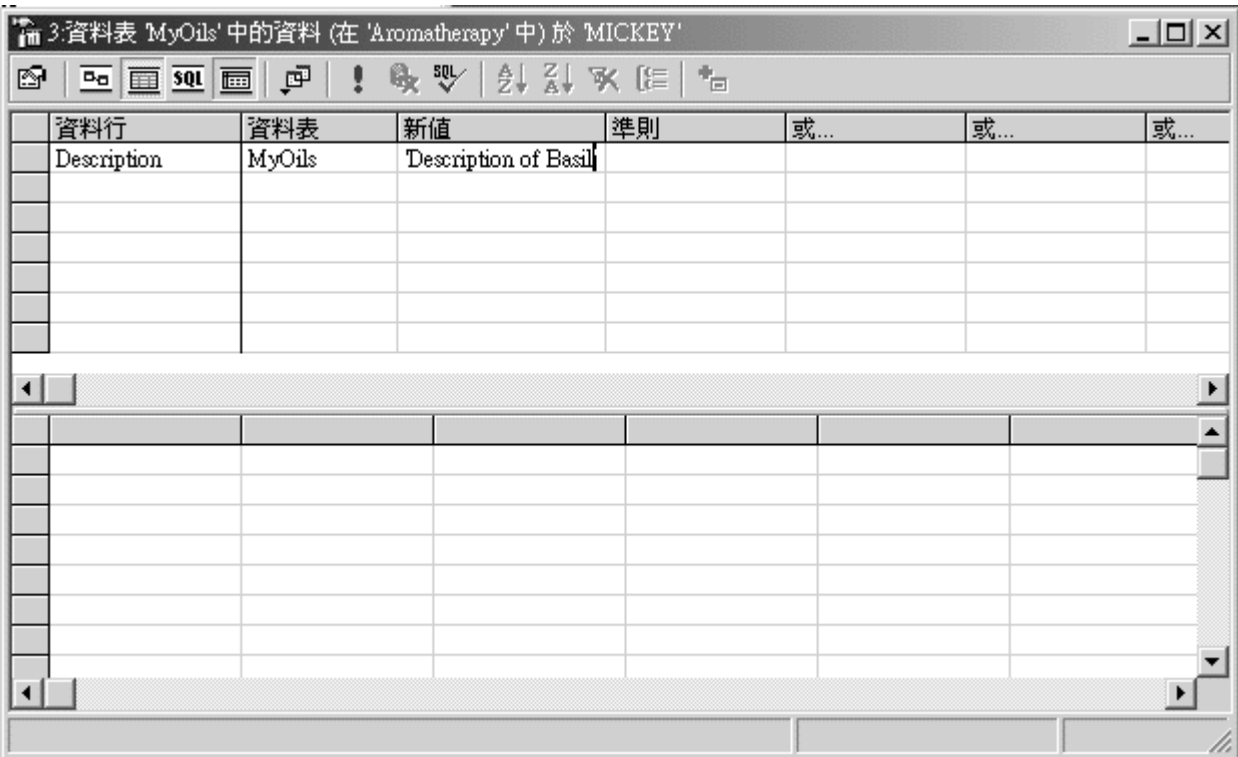 3:資料表 'MyOils' 中的資料 (在 'Aromatherapy' 中) 於 'MICKEY'
SQL SQL A Z Z A
資料行 資料表 新值 準則 或... 或... 或...
Description MyOils 'Description of Basil